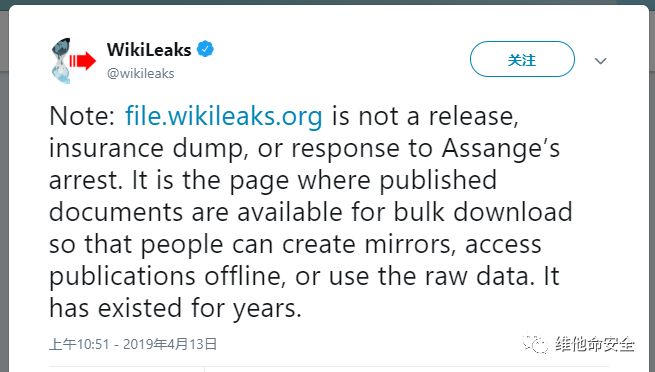 WikiLeaks
@wikileaks
关注
Note: file.wikileaks.org is not a release,
insurance dump, or response to Assange's
arrest. It is the page where published
documents are available for bulk download
so that people can create mirrors, access
publications offline, or use the raw data. It
has existed for years.
上午10:51 - 2019年4月13日
维他命安全